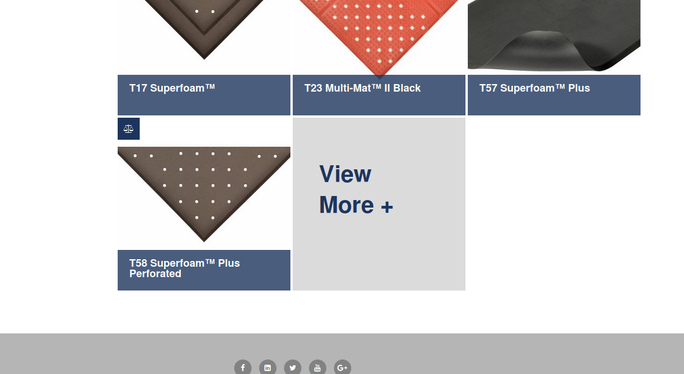 T17 Superfoam™
T23 Multi-Mat™ II Black
T57 Superfoam™ Plus
View
More +
T58 Superfoam™ Plus
Perforated